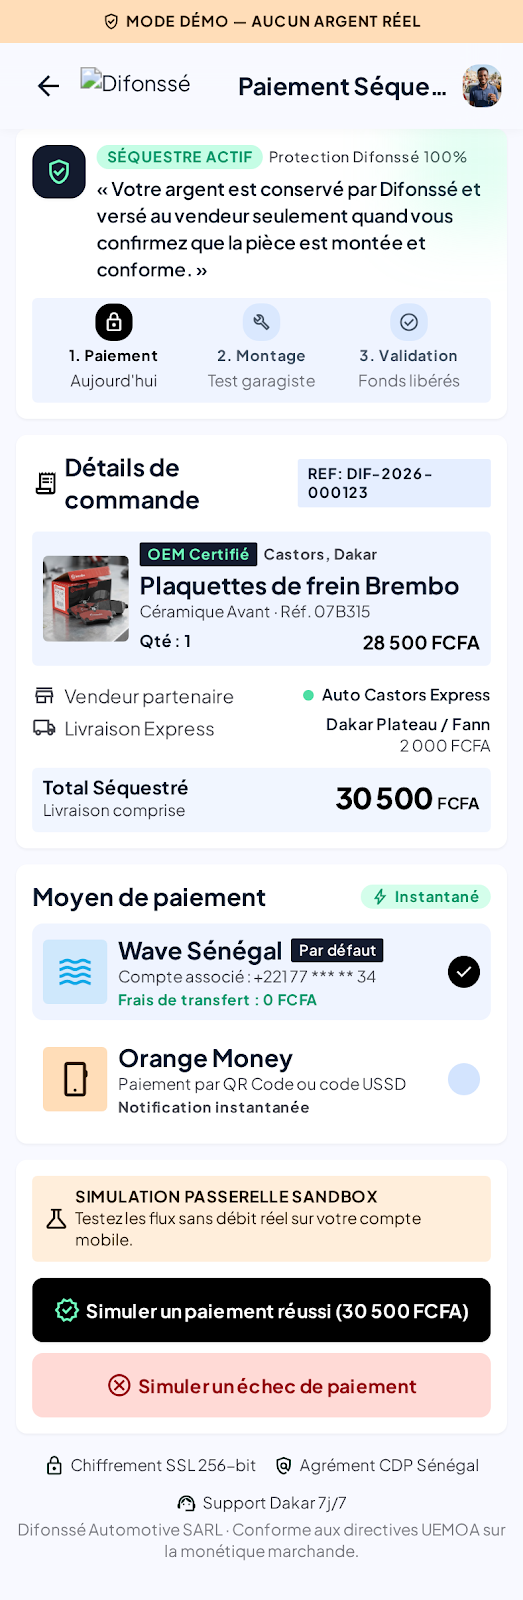 MODE DÉMO — AUCUN ARGENT RÉEL
Difonssé
Paiement Séque...
SÉQUESTRE ACTIF Protection Difonssé 100%
« Votre argent est conservé par Difonssé et
versé au vendeur seulement quand vous
confirmez que la pièce est montée et
conforme. »
1. Paiement
Aujourd'hui
2. Montage
Test garagiste
3. Validation
Fonds libérés
Détails de
commande
REF: DIF-2026-
000123
OEM Certifié Castors, Dakar
Plaquettes de frein Brembo
Céramique Avant · Réf. 07B315
Qté : 1
28 500 FCFA
Vendeur partenaire
Auto Castors Express
Livraison Express
Dakar Plateau / Fann
2 000 FCFA
Total Séquestré
Livraison comprise
30 500 FCFA
Moyen de paiement
Instantané
Wave Sénégal Par défaut
Compte associé : +221 77 *** ** 34
Frais de transfert : 0 FCFA
Orange Money
Paiement par QR Code ou code USSD
Notification instantanée
SIMULATION PASSERELLE SANDBOX
Testez les flux sans débit réel sur votre compte
mobile.
Simuler un paiement réussi (30 500 FCFA)
Simuler un échec de paiement
Chiffrement SSL 256-bit
Agrément CDP Sénégal
Support Dakar 7j/7
Difonssé Automotive SARL · Conforme aux directives UEMOA sur
la monétique marchande.